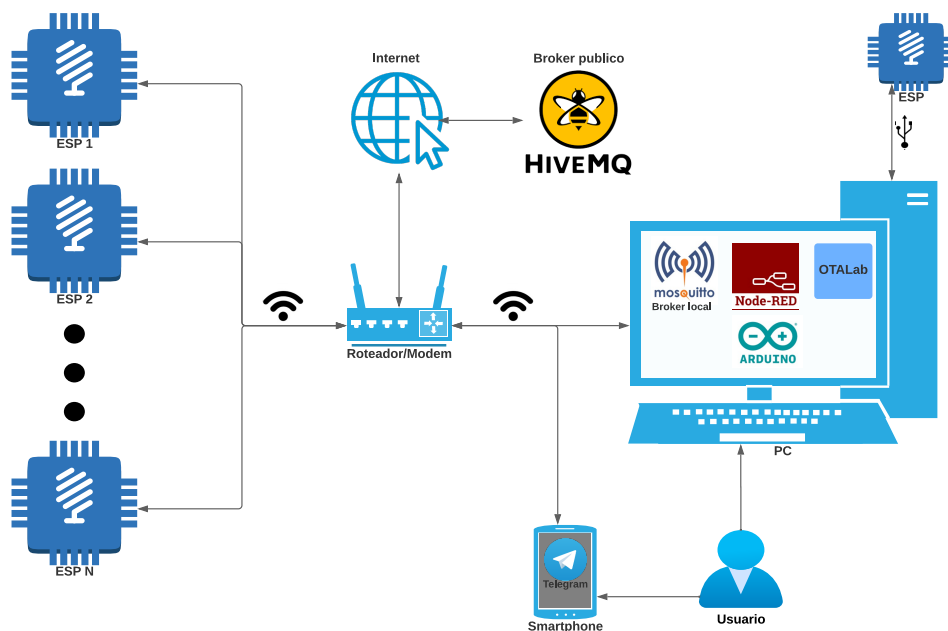 Internet
Broker publico
HIVEMQ
ESP
ESP 1
ESP 2
ESP N
Roteador/Modem
mosquitto
Broker local
Node-RED
OTALab
ARDUINO
PC
Telegram
Smartphone
Usuario